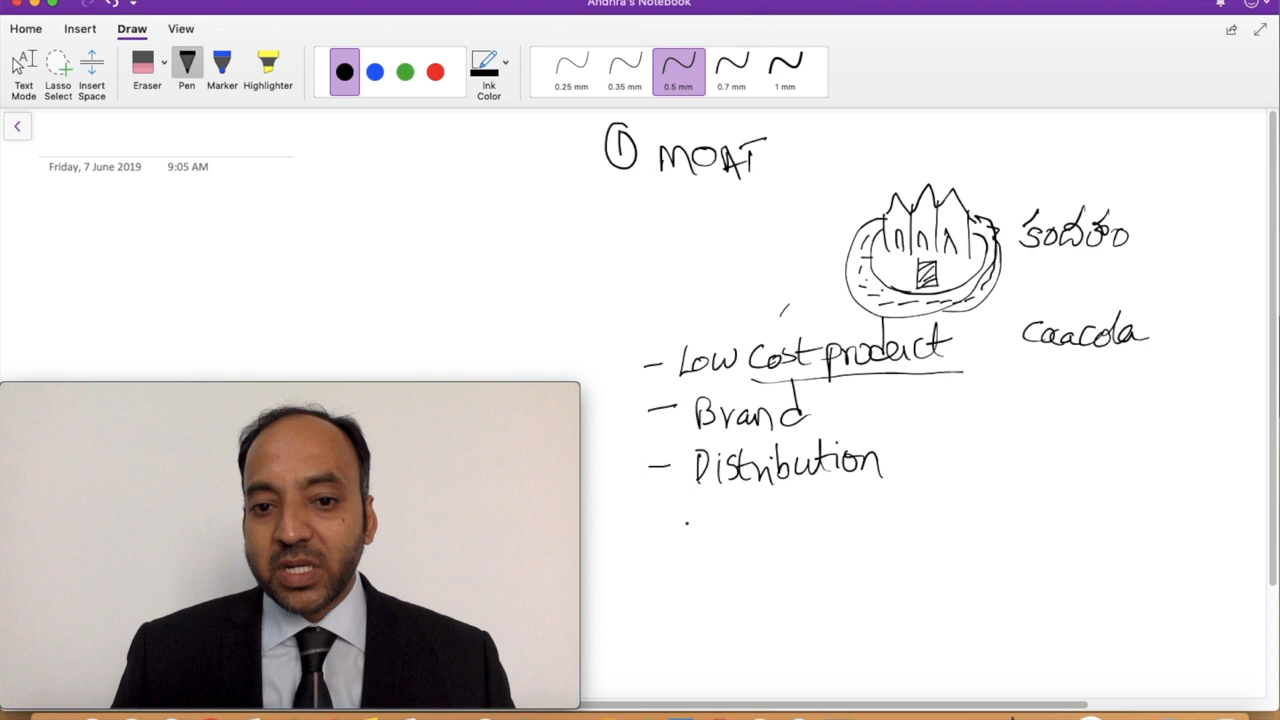 Andhra's Notebook
Home Insert Draw View
Text Mode
Lasso Select
Insert Space
Eraser
Pen
Marker
Highlighter
Ink Color
0.25 mm
0.35 mm
0.5 mm
0.7 mm
1 mm
Friday, 7 June 2019 9:05 AM
① MOAT
కందకం
Cocacola
- Low Cost product
- Brand
- Distribution